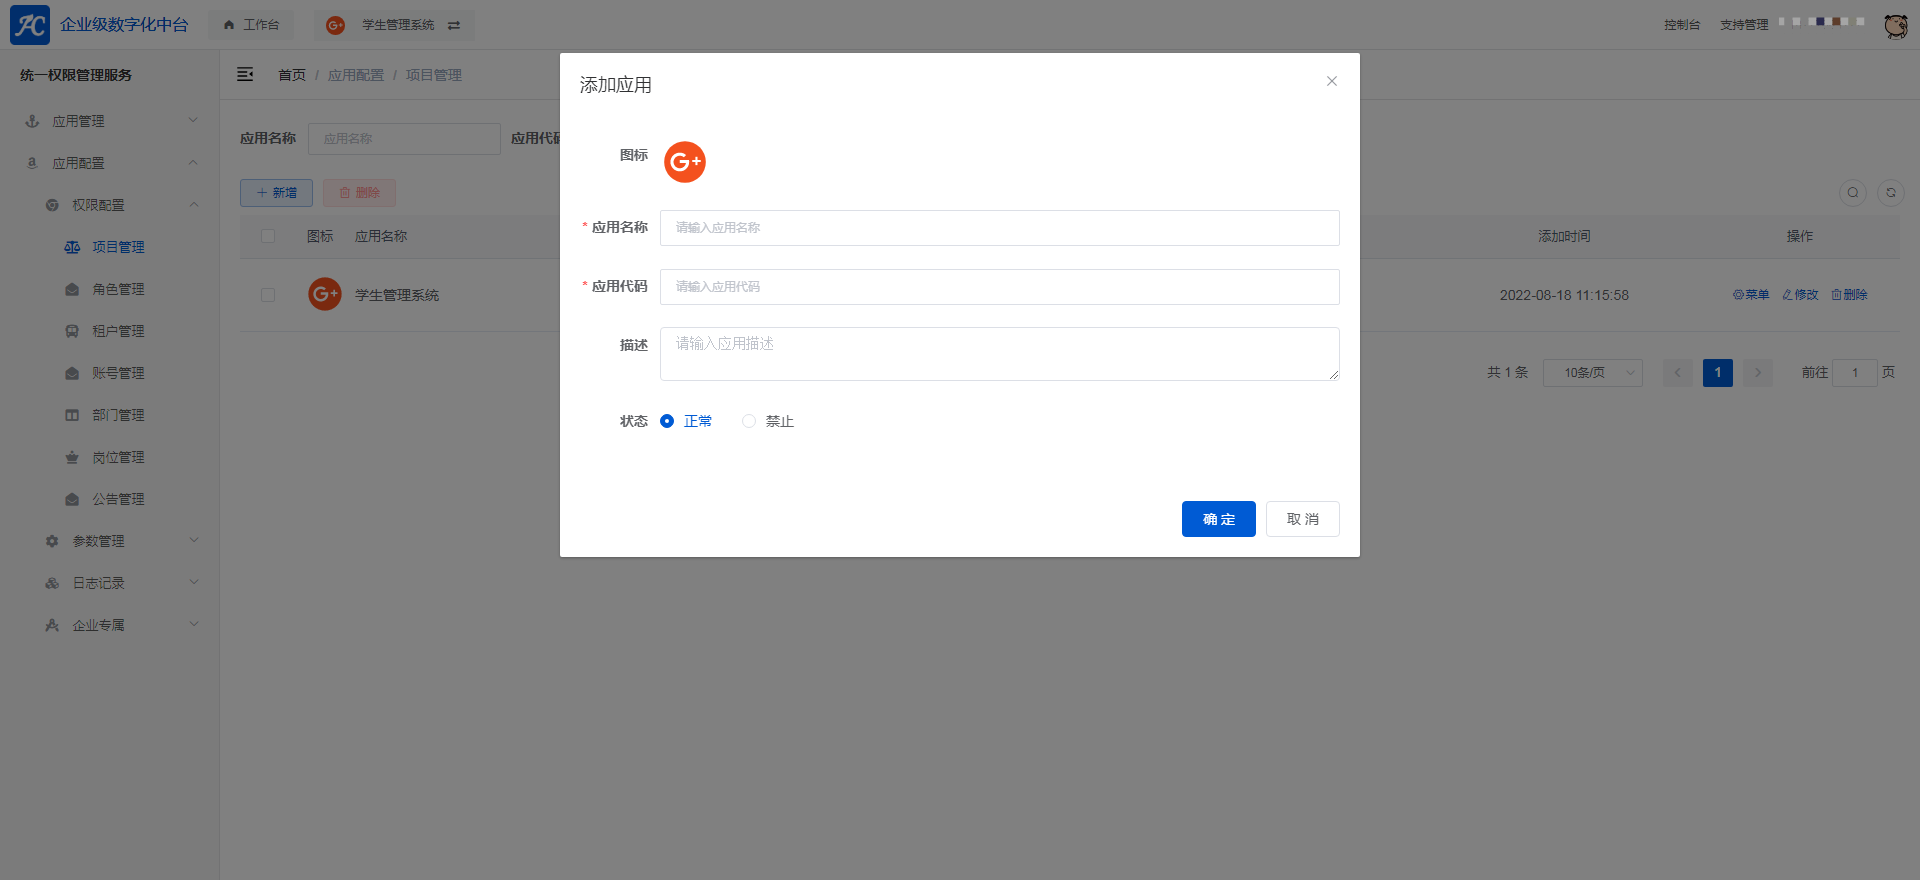 企业级数字化中台
工作台
学生管理系统
控制台
支持管理
统一权限管理服务
首页 / 应用配置 / 项目管理
应用管理
应用配置
权限配置
项目管理
角色管理
租户管理
账号管理
部门管理
岗位管理
公告管理
参数管理
日志记录
企业专属
应用名称
应用名称
应用代码
新增
删除
图标
应用名称
添加时间
操作
学生管理系统
2022-08-18 11:15:58
菜单
修改
删除
共 1 条
10条/页
1
前往 1 页
添加应用
图标
G+
* 应用名称
请输入应用名称
* 应用代码
请输入应用代码
描述
请输入应用描述
状态
正常
禁止
确 定
取 消